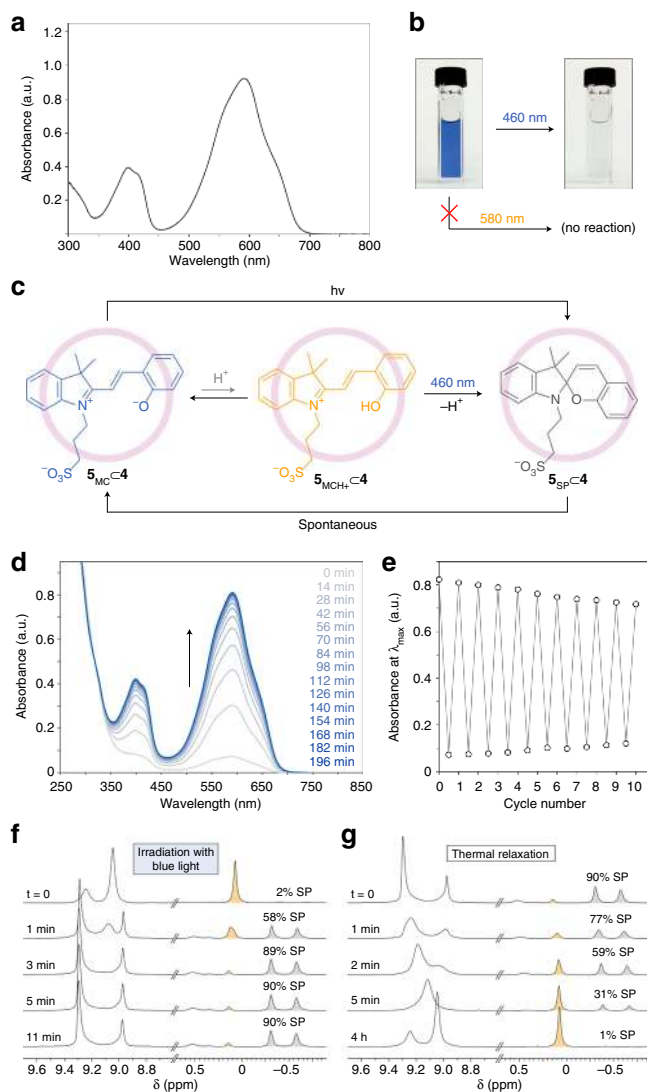 a
Absorbance (a.u.)
1.2
1.0
0.8
0.6
0.4
0.2
300 400 500 600 700 800
Wavelength (nm)
b
460 nm
580 nm
(no reaction)
c
hν
H⁺
460 nm
–H⁺
N⁺
⁻O
⁻O₃S
5MC⊂4
N⁺
HO
⁻O₃S
5MCH+⊂4
N
O
⁻O₃S
5SP⊂4
Spontaneous
d
Absorbance (a.u.)
0.8
0.6
0.4
0.2
0
250 350 450 550 650 750 850
Wavelength (nm)
0 min
14 min
28 min
42 min
56 min
70 min
84 min
98 min
112 min
126 min
140 min
154 min
168 min
182 min
196 min
e
Absorbance at λmax (a.u.)
0.8
0.6
0.4
0.2
0
0 1 2 3 4 5 6 7 8 9 10
Cycle number
f
Irradiation with
blue light
t = 0
2% SP
1 min
58% SP
3 min
89% SP
5 min
90% SP
11 min
90% SP
9.6 9.2 9.0 8.8 0.5 0 −0.5
δ (ppm)
g
Thermal relaxation
t = 0
90% SP
1 min
77% SP
2 min
59% SP
5 min
31% SP
4 h
1% SP
9.6 9.2 9.2 8.8 0.5 0 −0.5
δ (ppm)